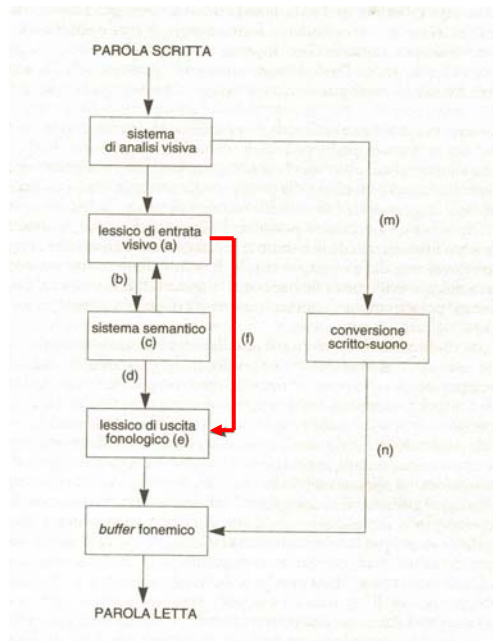 PAROLA SCRITTA
sistema
di analisi visiva
(m)
lessico di entrata
visivo (a)
(b)
sistema semantico
(c)
(f)
conversione
scritto-suono
(d)
lessico di uscita
fonologico (e)
(n)
buffer fonemico
PAROLA LETTA